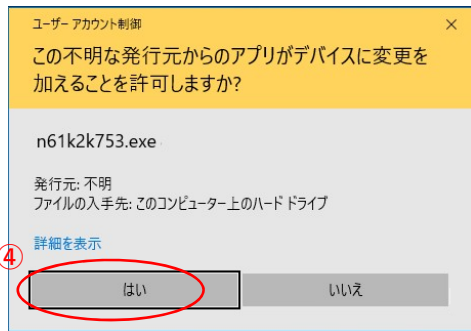 ユーザー アカウント制御
この不明な発行元からのアプリがデバイスに変更を
加えることを許可しますか?
n61k2k753.exe
発行元: 不明
ファイルの入手先: このコンピューター上のハード ドライブ
詳細を表示
④
はい
いいえ